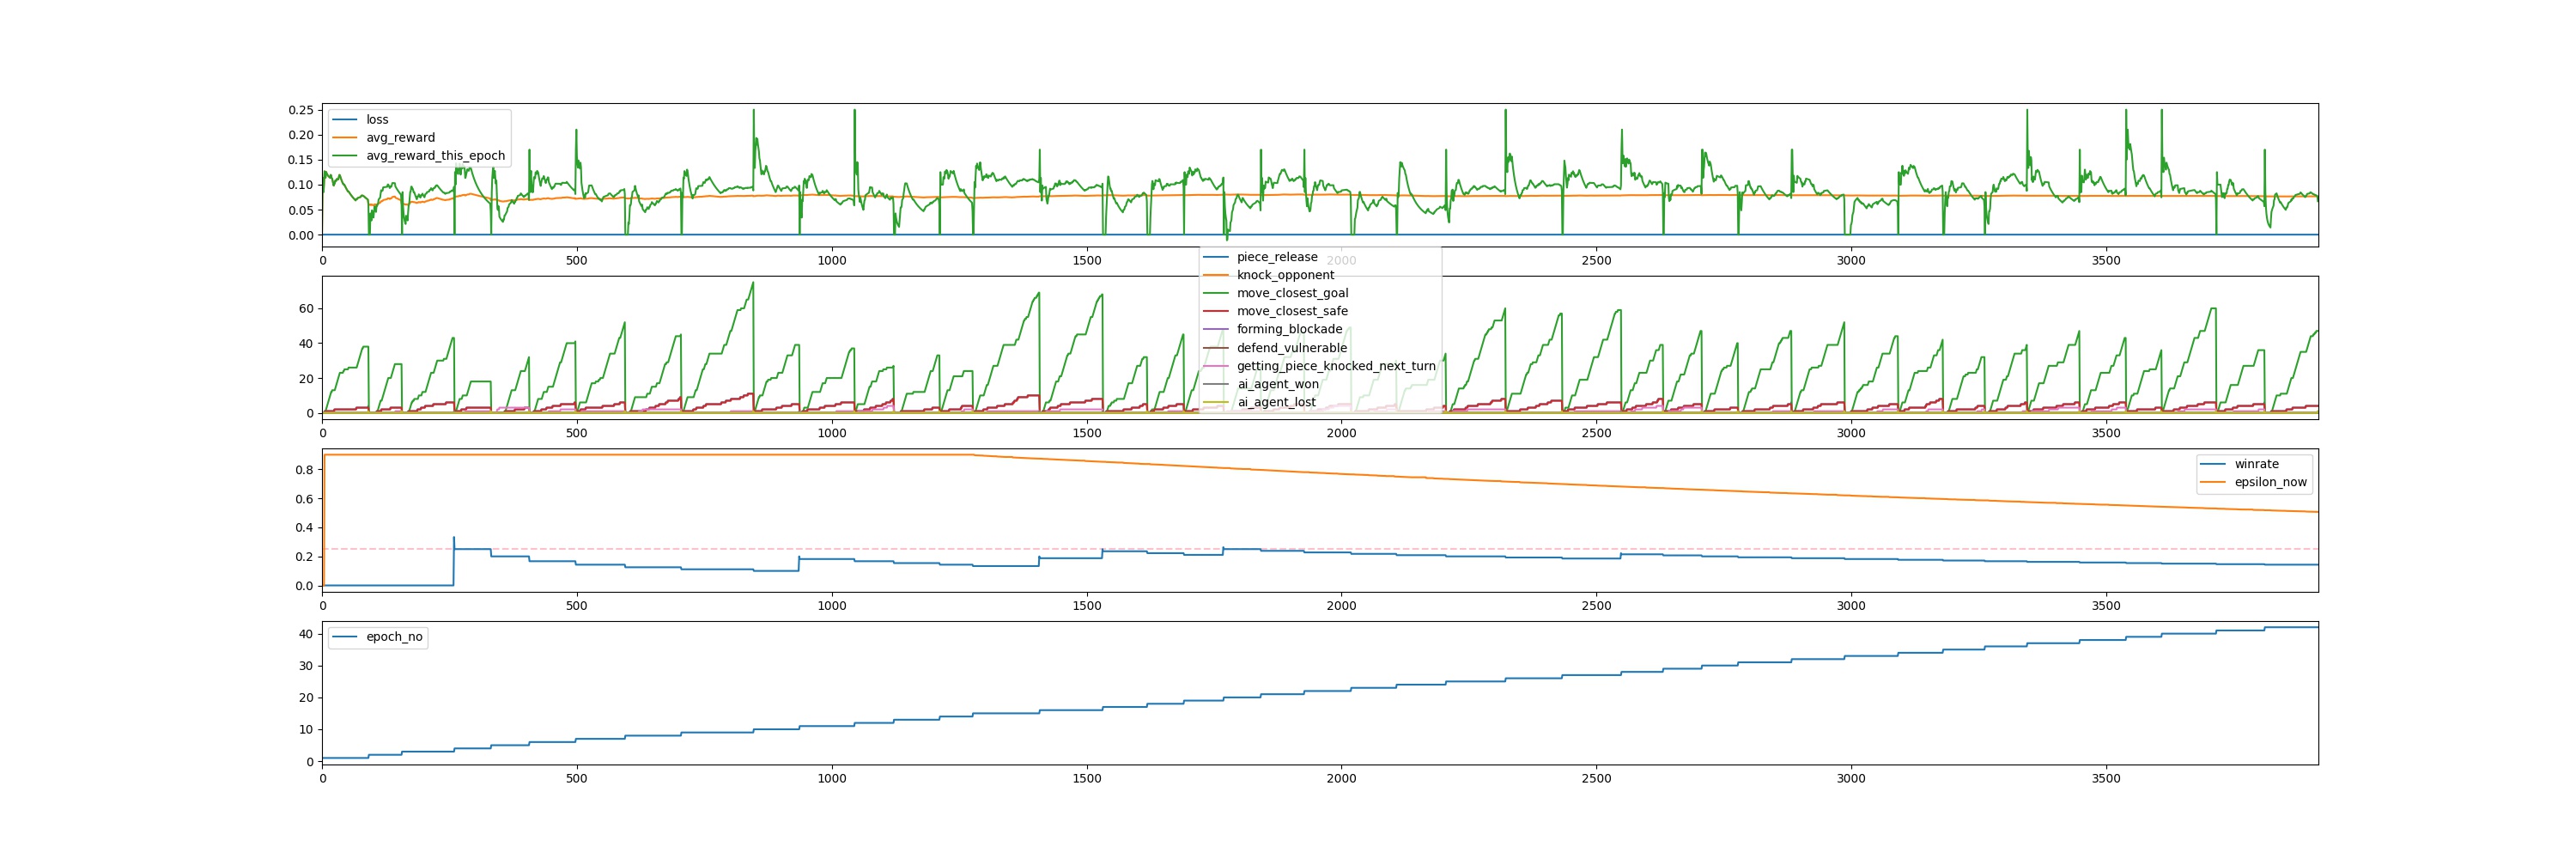 0.25
0.20
0.15
0.10
0.05
0.00
loss
avg_reward
avg_reward_this_epoch
0 500 1000 1500 2000 2500 3000 3500
60
40
20
0
piece_release
knock_opponent
move_closest_goal
move_closest_safe
forming_blockade
defend_vulnerable
getting_piece_knocked_next_turn
ai_agent_won
ai_agent_lost
0 500 1000 1500 2000 2500 3000 3500
0.8
0.6
0.4
0.2
0.0
winrate
epsilon_now
0 500 1000 1500 2000 2500 3000 3500
40
30
20
10
0
epoch_no
0 500 1000 1500 2000 2500 3000 3500